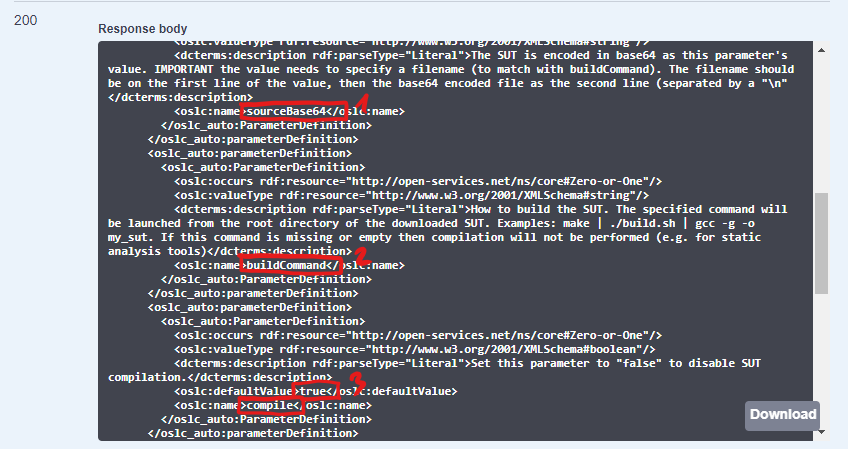 200
Response body
<oslc:valueType rdf:resource="http://www.w3.org/2001/XMLSchema#string"/>
<dcterms:description rdf:parseType="Literal">The SUT is encoded in base64 as this parameter's
value. IMPORTANT the value needs to specify a filename (to match with buildCommand). The filename should
be on the first line of the value, then the base64 encoded file as the second line (separated by a "\n"
</dcterms:description>
<oslc:name>sourceBase64</oslc:name> 1
</oslc_auto:ParameterDefinition>
</oslc_auto:parameterDefinition>
<oslc_auto:parameterDefinition>
<oslc_auto:ParameterDefinition>
<oslc:occurs rdf:resource="http://open-services.net/ns/core#Zero-or-One"/>
<oslc:valueType rdf:resource="http://www.w3.org/2001/XMLSchema#string"/>
<dcterms:description rdf:parseType="Literal">How to build the SUT. The specified command will
be launched from the root directory of the downloaded SUT. Examples: make | ./build.sh | gcc -g -o
my_sut. If this command is missing or empty then compilation will not be performed (e.g. for static
analysis tools)</dcterms:description>
<oslc:name>buildCommand</oslc:name> 2
</oslc_auto:ParameterDefinition>
</oslc_auto:parameterDefinition>
<oslc_auto:parameterDefinition>
<oslc_auto:ParameterDefinition>
<oslc:occurs rdf:resource="http://open-services.net/ns/core#Zero-or-One"/>
<oslc:valueType rdf:resource="http://www.w3.org/2001/XMLSchema#boolean"/>
<dcterms:description rdf:parseType="Literal">Set this parameter to "false" to disable SUT
compilation.</dcterms:description>
<oslc:defaultValue>true</oslc:defaultValue> 3
<oslc:name>compile</oslc:name>
</oslc_auto:ParameterDefinition>
</oslc_auto:parameterDefinition>
Download